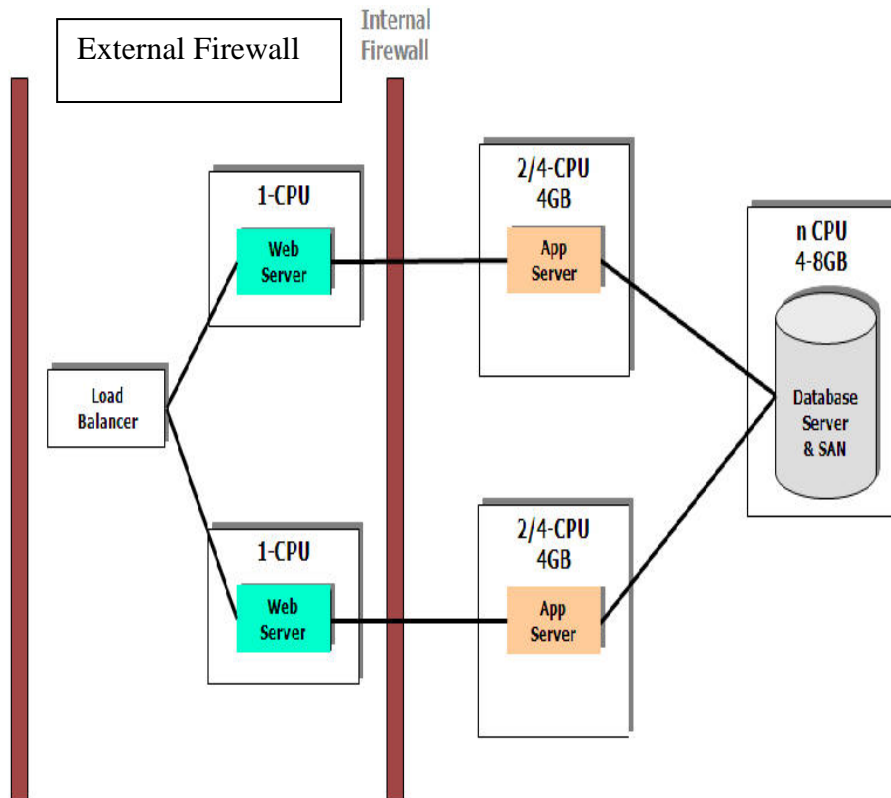 External Firewall
Internal
Firewall
1-CPU
Web
Server
2/4-CPU
4GB
App
Server
n CPU
4-8GB
Database
Server
& SAN
Load
Balancer
1-CPU
Web
Server
2/4-CPU
4GB
App
Server